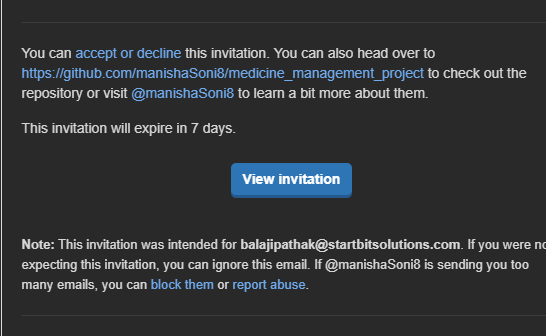 You can accept or decline this invitation. You can also head over to
https://github.com/manishaSoni8/medicine_management_project to check out the
repository or visit @manishaSoni8 to learn a bit more about them.
This invitation will expire in 7 days.
View invitation
Note: This invitation was intended for balajipathak@startbitsolutions.com. If you were no
expecting this invitation, you can ignore this email. If @manishaSoni8 is sending you too
many emails, you can block them or report abuse.